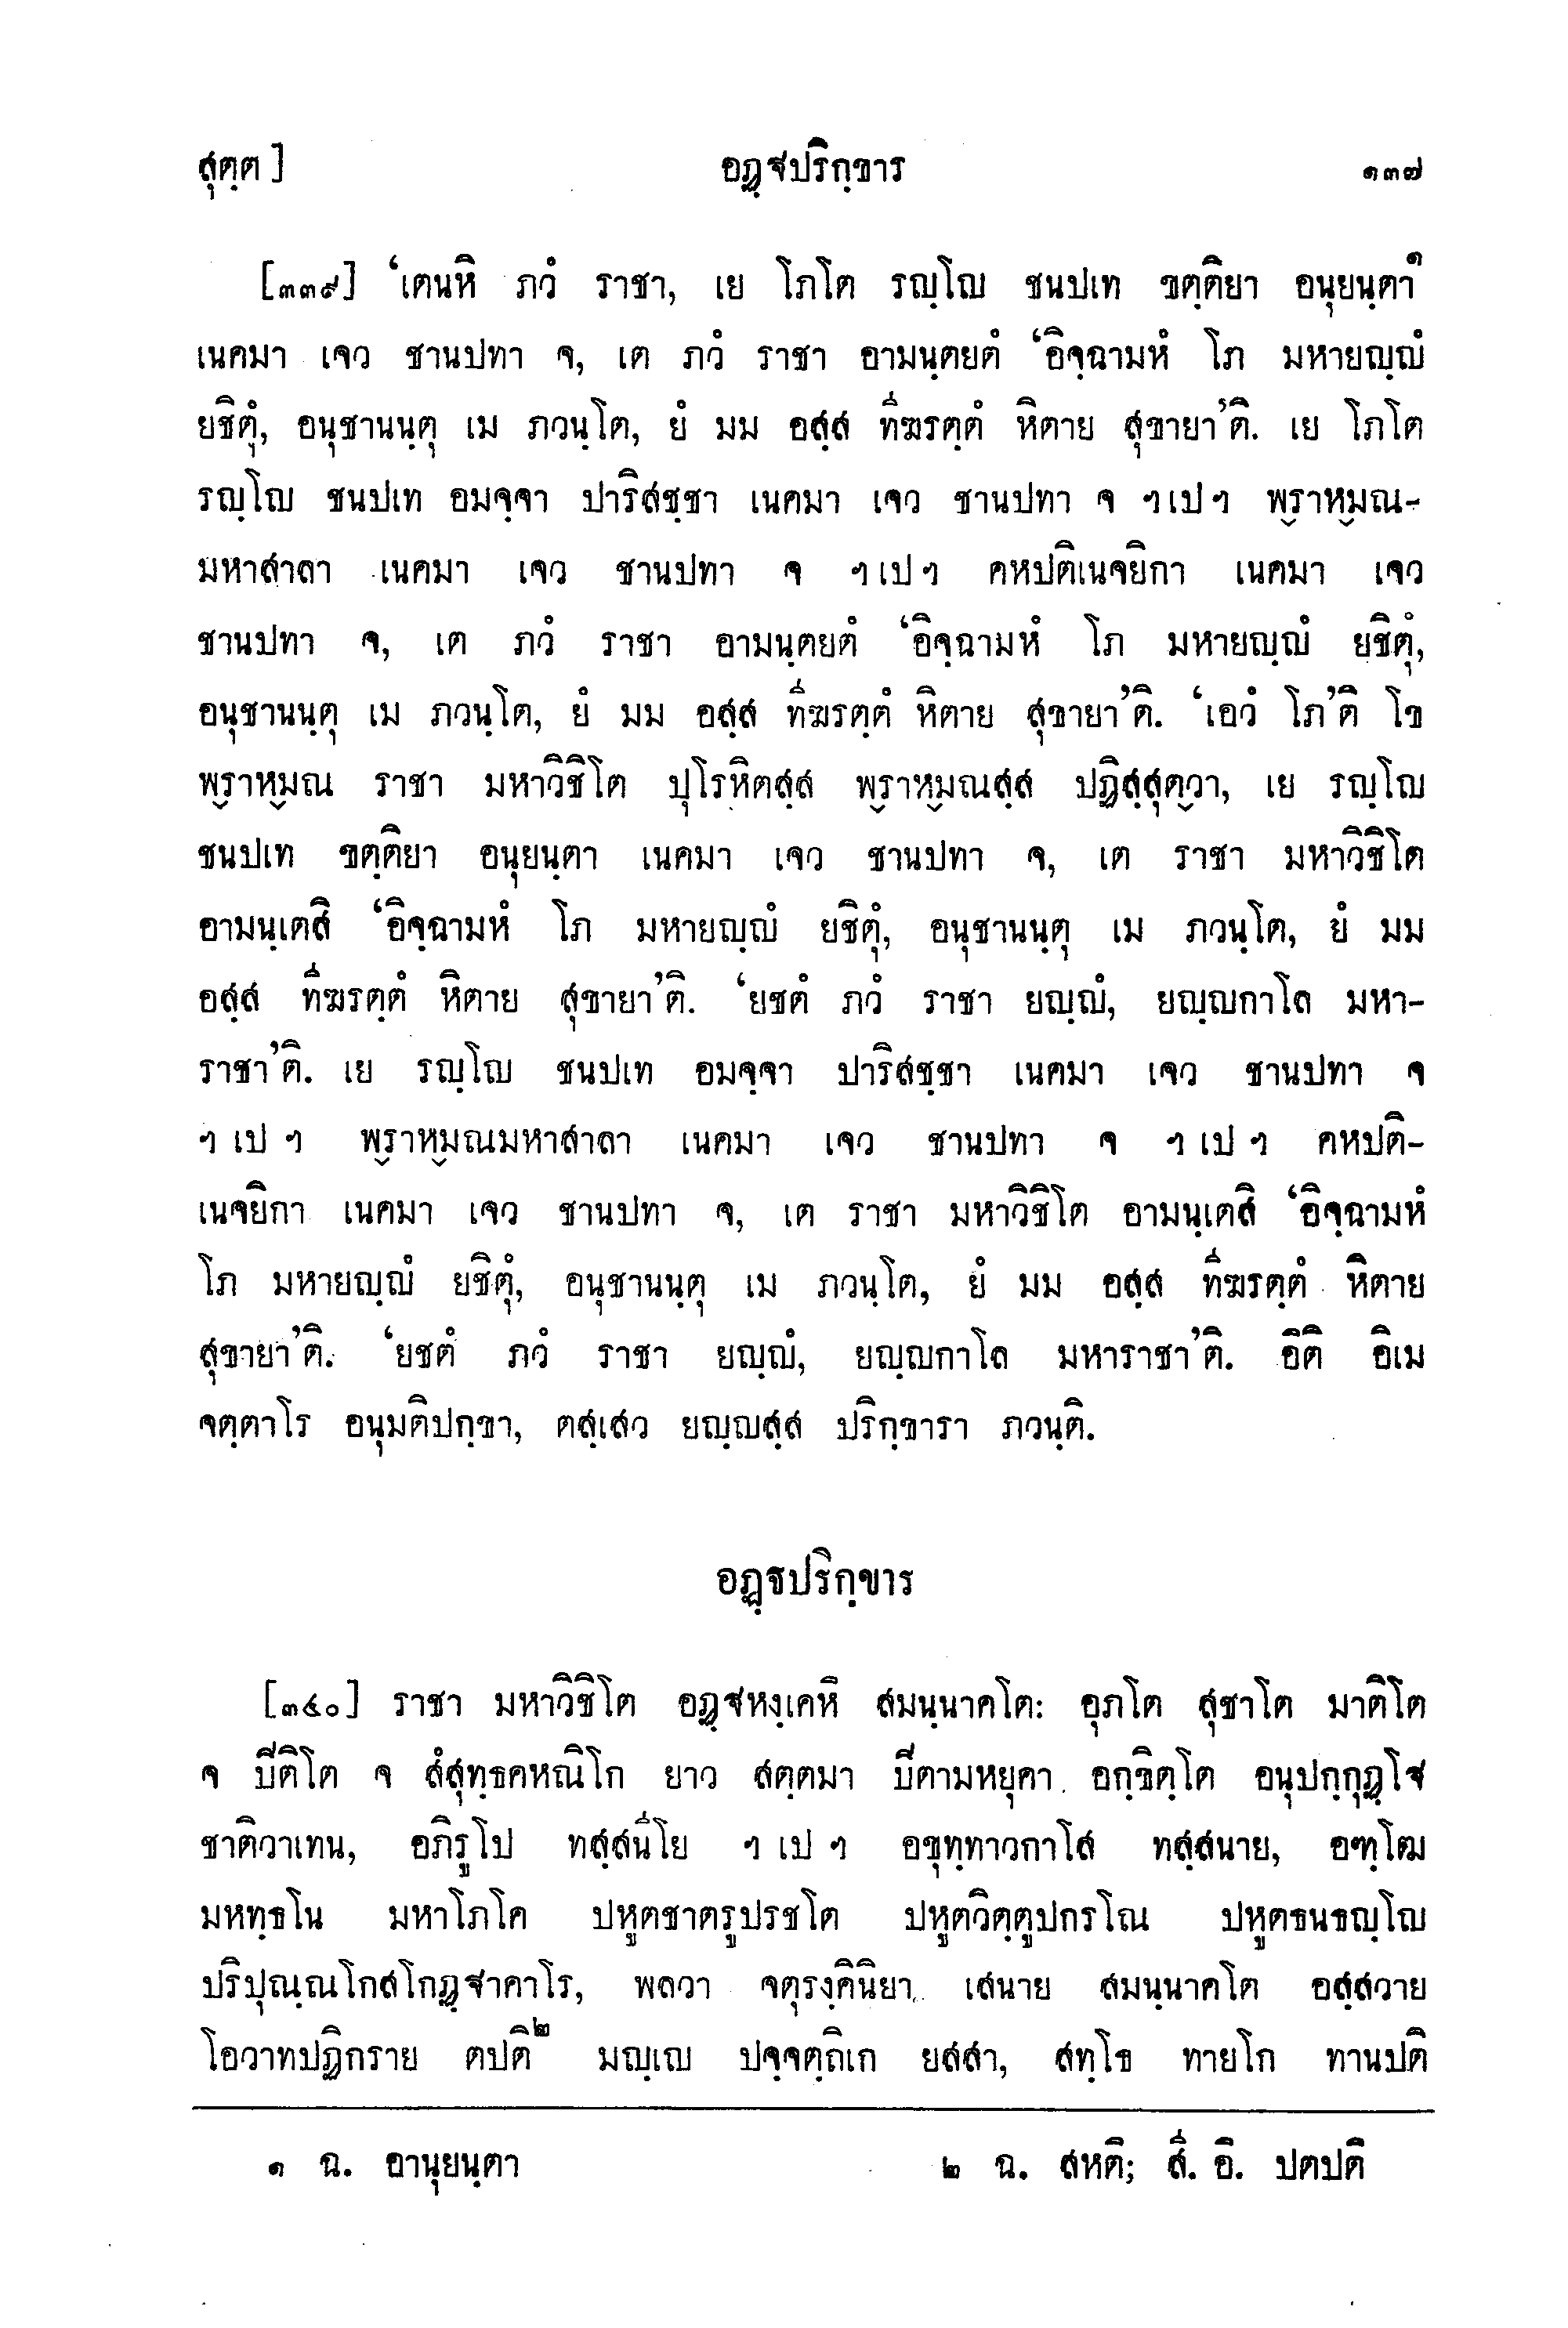 สุตฺต]
อฏฺฐปริกฺขาร
๑๓๗
[๓๓๙] ‘เตนหิ ภวํ ราชา, เย โภโต รญฺโญ ชนปเท ขตฺติยา อนุยนฺตา๑
เนคมา เจว ชานปทา จ, เต ภวํ ราชา อามนฺตยตํ ‘อิจฺฉามหํ โภ มหายญฺญํ
ยชิตุํ, อนุชานนฺตุ เม ภวนฺโต, ยํ มม อสฺส ทีฆรตฺตํ หิตาย สุขายา’ติ. เย โภโต
รญฺโญ ชนปเท อมจฺจา ปาริสชฺชา เนคมา เจว ชานปทา จ ฯเปฯ พฺราหฺมณ-
มหาสาลา เนคมา เจว ชานปทา จ ฯเปฯ คหปติเนจยิกา เนคมา เจว
ชานปทา จ, เต ภวํ ราชา อามนฺตยตํ ‘อิจฺฉามหํ โภ มหายญฺญํ ยชิตุํ,
อนุชานนฺตุ เม ภวนฺโต, ยํ มม อสฺส ทีฆรตฺตํ หิตาย สุขายา’ติ. ‘เอวํ โภ’ติ โข
พฺราหฺมณ ราชา มหาวิชิโต ปุโรหิตสฺส พฺราหฺมณสฺส ปฏิสฺสุตฺวา, เย รญฺโญ
ชนปเท ขตฺติยา อนุยนฺตา เนคมา เจว ชานปทา จ, เต ราชา มหาวิชิโต
อามนฺเตสิ ‘อิจฺฉามหํ โภ มหายญฺญํ ยชิตุํ, อนุชานนฺตุ เม ภวนฺโต, ยํ มม
อสฺส ทีฆรตฺตํ หิตาย สุขายา’ติ. ‘ยชตํ ภวํ ราชา ยญฺญํ, ยญฺญกาโล มหา-
ราชา’ติ. เย รญฺโญ ชนปเท อมจฺจา ปาริสชฺชา เนคมา เจว ชานปทา จ
ฯ เป ฯ พฺราหฺมณมหาสาลา เนคมา เจว ชานปทา จ ฯ เป ฯ คหปติ-
เนจยิกา เนคมา เจว ชานปทา จ, เต ราชา มหาวิชิโต อามนฺเตสิ ‘อิจฺฉามหํ
โภ มหายญฺญํ ยชิตุํ, อนุชานนฺตุ เม ภวนฺโต, ยํ มม อสฺส ทีฆรตฺตํ หิตาย
สุขายา’ติ. ‘ยชตํ ภวํ ราชา ยญฺญํ, ยญฺญกาโล มหาราชา’ติ. อิติ อิเม
จตฺตาโร อนุมติปกฺขา, ตสฺเสว ยญฺญสฺส ปริกฺขารา ภวนฺติ.
อฏฺฐปริกฺขาร
[๓๔๐] ราชา มหาวิชิโต อฏฺฐหงฺเคหิ สมนฺนาคโต: อุภโต สุชาโต มาติโต
จ ปีติโต จ สํสุทฺธคหณิโก ยาว สตฺตมา ปีตามหยุคา อกฺขิตฺโต อนุปกฺกุฏฺโฐ
ชาติวาเทน, อภิรูโป ทสฺสนีโย ฯ เป ฯ อขุทฺทาวกาโส ทสฺสนาย, อฑฺโฒ
มหทฺธโน มหาโภโค ปหูตชาตรูปรชโต ปหูตวิตฺตูปกรโณ ปหูตธนธญฺโญ
ปริปุณฺณโกสโกฏฺฐาคาโร, พลวา จตุรงฺคินิยา เสนาย สมนฺนาคโต อสฺสวาย
โอวาทปฏิกราย ตปติ๒ มญฺเญ ปจฺจตฺถิเก ยสสา, สทฺโธ ทายโก ทานปติ
๑ ฉ. อานุยนฺตา
๒ ฉ. สหติ; สี. อิ. ปตปติ